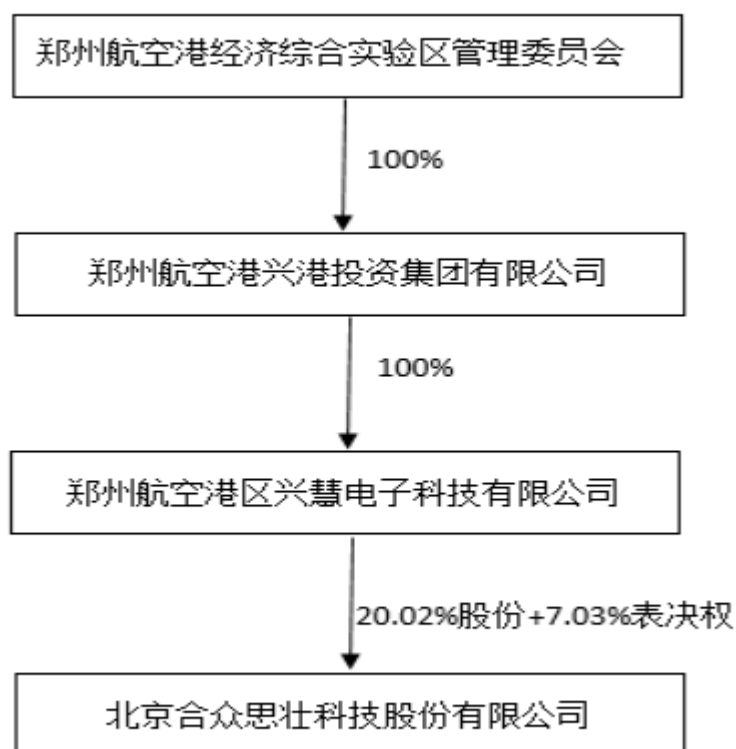 郑州航空港经济综合实验区管理委员会
100%
郑州航空港兴港投资集团有限公司
100%
郑州航空港区兴慧电子科技有限公司
20.02%股份+7.03%表决权
北京合众思壮科技股份有限公司